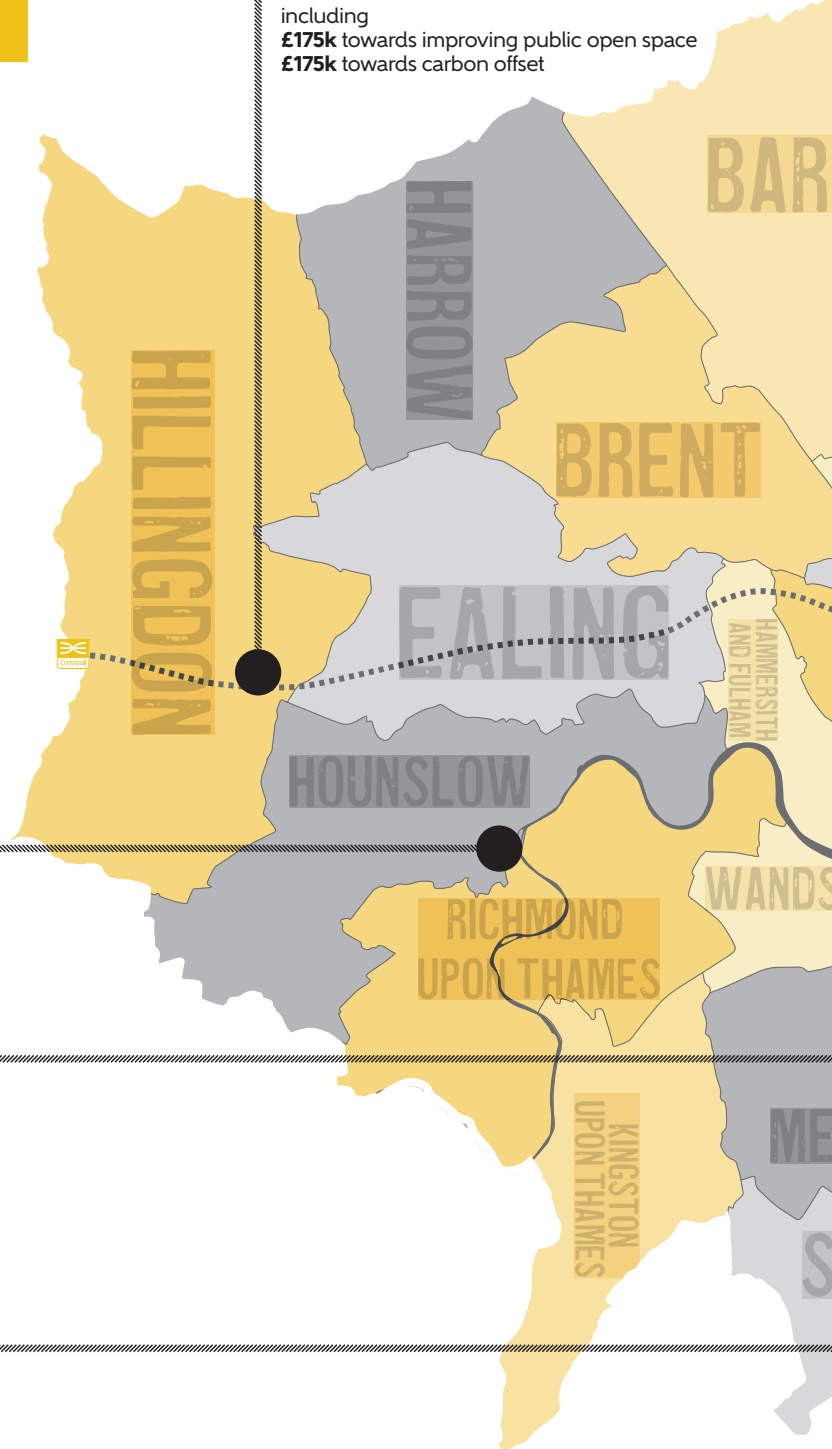 including
£175k towards improving public open space
£175k towards carbon offset
BAR
HARROW
HILLINGDON
BRENT
EALING
HAMMERSITH
AND FULHAM
Crossrail
HOUNSLOW
WANDS
RICHMOND
UPON THAMES
ME
KINGSTON
UPON THAMES
S